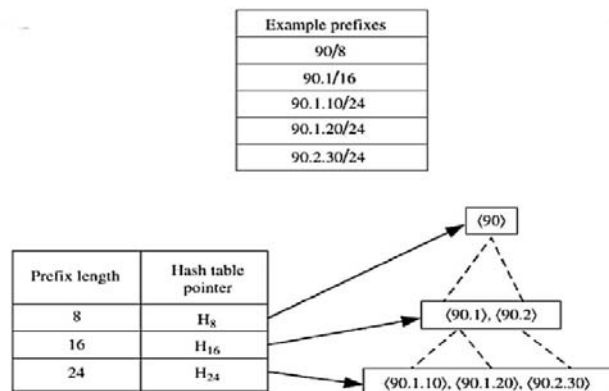 Example prefixes
90/8
90.1/16
90.1.10/24
90.1.20/24
90.2.30/24
⟨90⟩
Prefix length Hash table pointer
8 H₈
⟨90.1⟩, ⟨90.2⟩
16 H₁₆
24 H₂₄
⟨90.1.10⟩, ⟨90.1.20⟩, ⟨90.2.30⟩